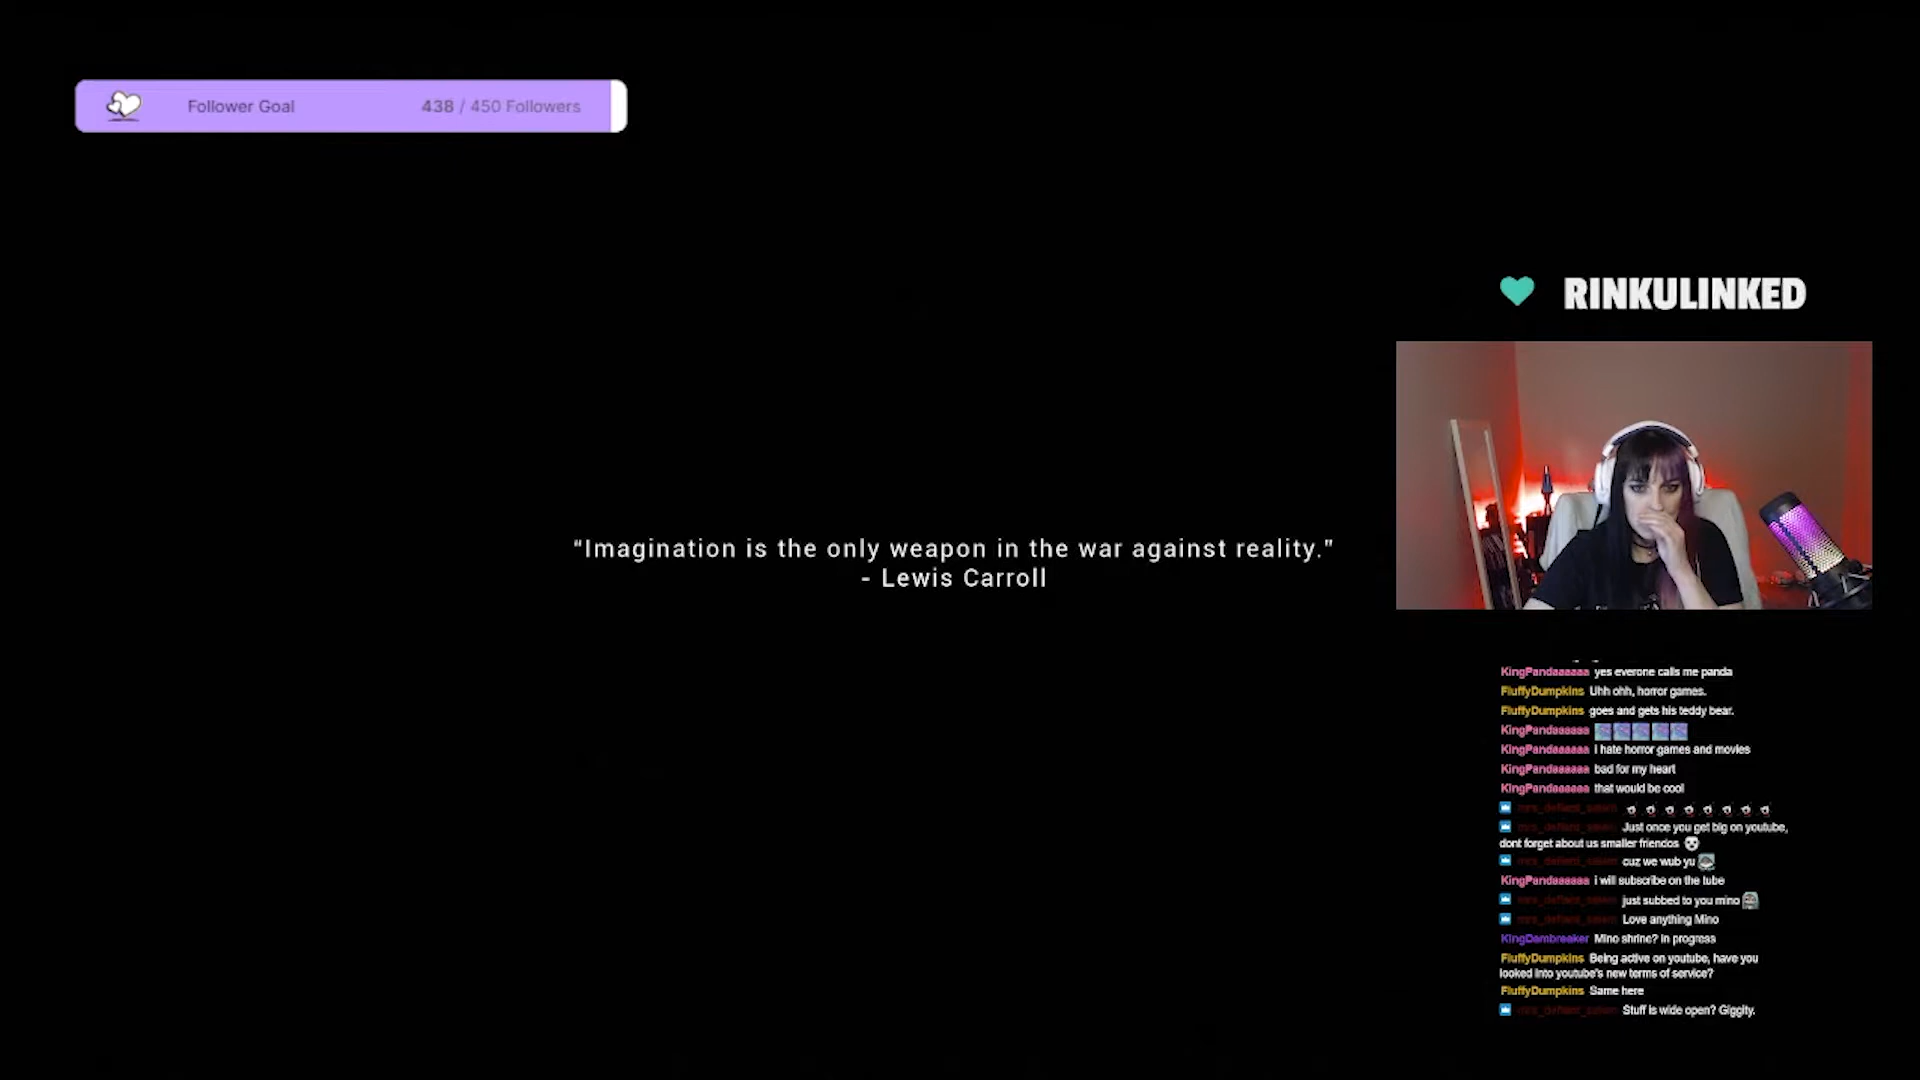 Follower Goal 438 / 450 Followers
RINKULINKED
"Imagination is the only weapon in the war against reality."
- Lewis Carroll
KingPandaaaaaa yes everone calls me panda
FluffyDumpkins Uhh ohh, horror games.
FluffyDumpkins goes and gets his teddy bear.
KingPandaaaaaa
KingPandaaaaaa i hate horror games and movies
KingPandaaaaaa bad for my heart
KingPandaaaaaa that would be cool
Just once you get big on youtube,
dont forget about us smaller friendos
cuz we wub yu
KingPandaaaaaa i will subscribe on the tube
just subbed to you mino
Love anything Mino
KingDambreaker Mino shrine? in progress
FluffyDumpkins Being active on youtube, have you
looked into youtube's new terms of service?
FluffyDumpkins Same here
Stuff is wide open? Giggity.